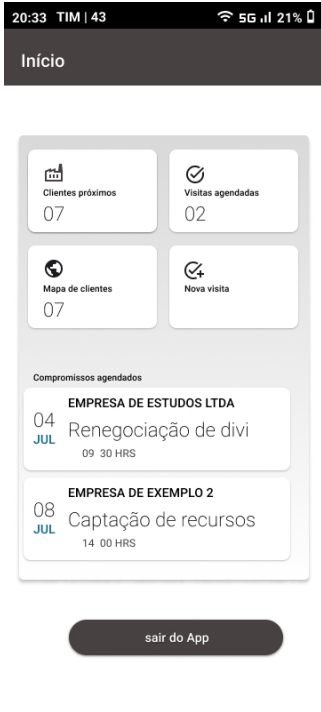 20:33 TIM | 43 5G 21%
Início
Clientes próximos
07
Visitas agendadas
02
Mapa de clientes
07
Nova visita
Compromissos agendados
04
JUL
EMPRESA DE ESTUDOS LTDA
Renegociação de divi
09 30 HRS
08
JUL
EMPRESA DE EXEMPLO 2
Captação de recursos
14 00 HRS
sair do App